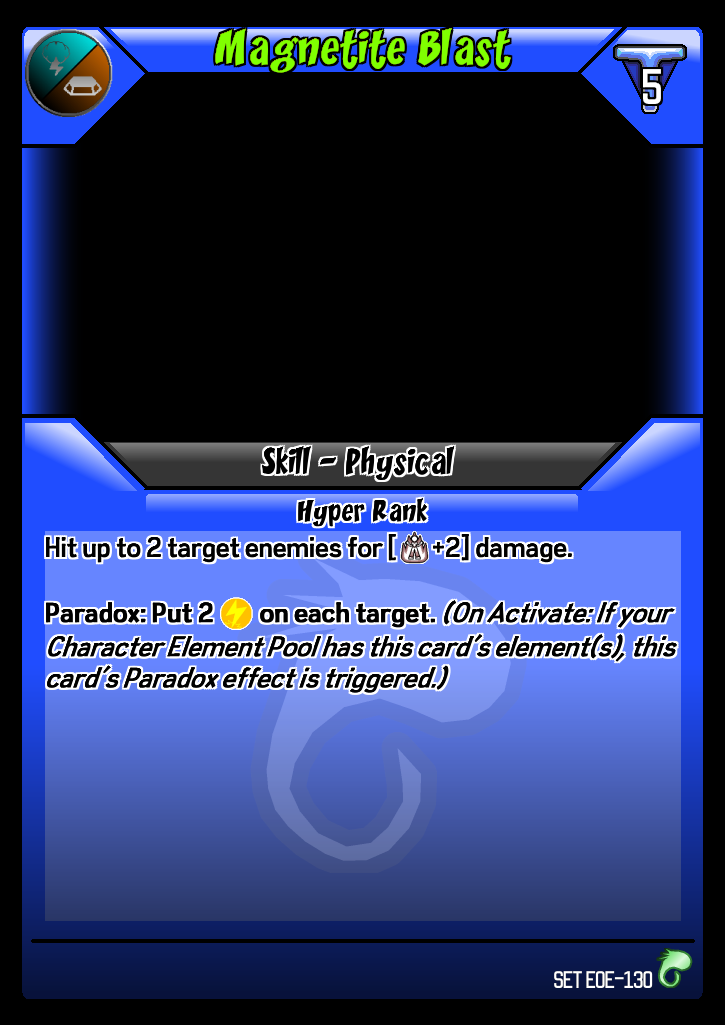 Magnetite Blast
5
Skill - Physical
Hyper Rank
Hit up to 2 target enemies for [ +2] damage.
Paradox: Put 2 on each target. (On Activate: If your
Character Element Pool has this card's element(s), this
card's Paradox effect is triggered.)
SET EOE-130